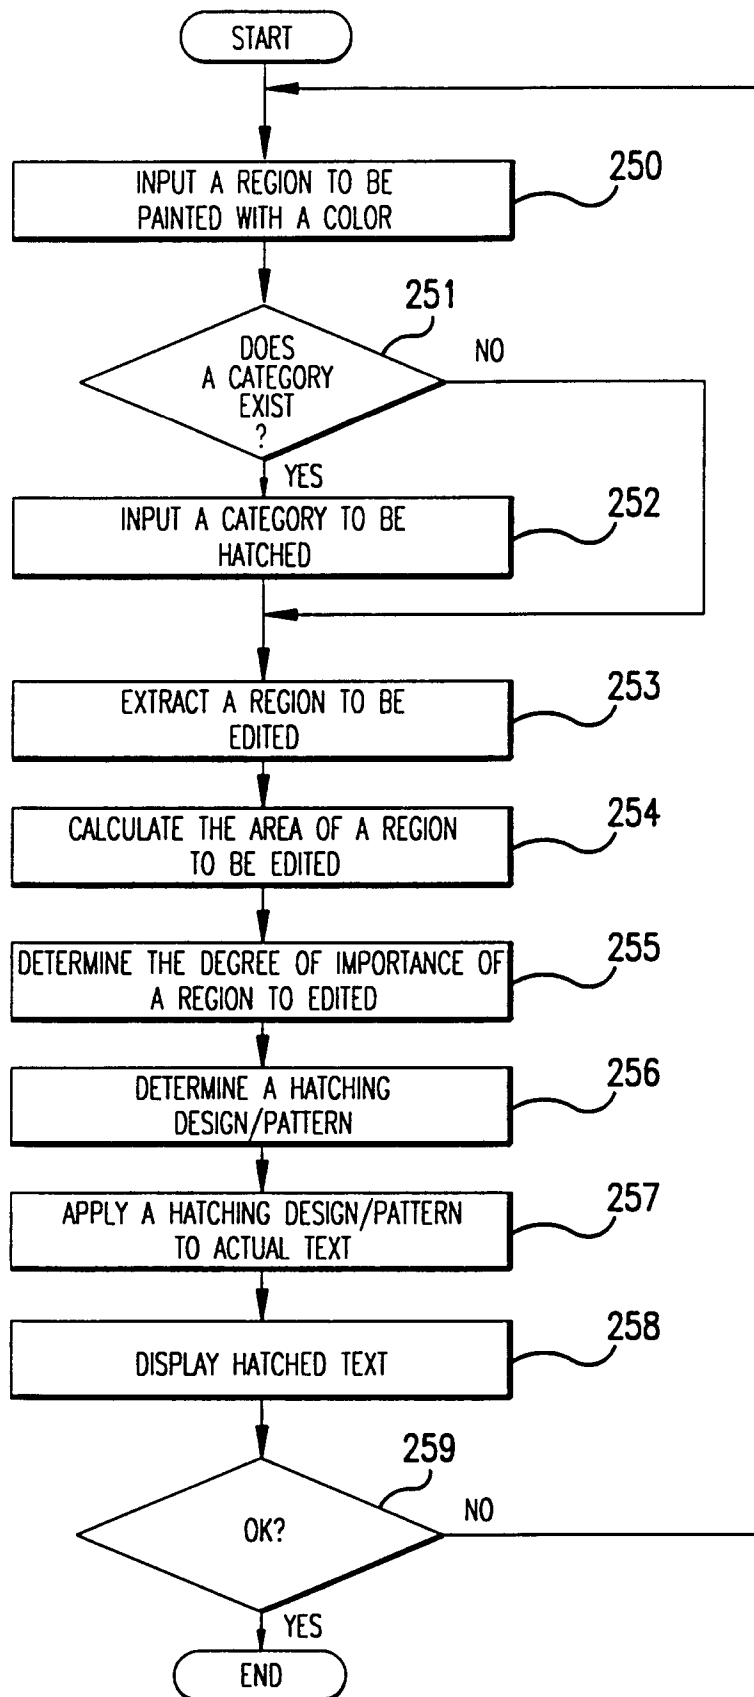 START
INPUT A REGION TO BE
PAINTED WITH A COLOR
250
251
DOES
A CATEGORY
EXIST
?
NO
YES
INPUT A CATEGORY TO BE
HATCHED
252
EXTRACT A REGION TO BE
EDITED
253
CALCULATE THE AREA OF A REGION
TO BE EDITED
254
DETERMINE THE DEGREE OF IMPORTANCE OF
A REGION TO EDITED
255
DETERMINE A HATCHING
DESIGN/PATTERN
256
APPLY A HATCHING DESIGN/PATTERN
TO ACTUAL TEXT
257
DISPLAY HATCHED TEXT
258
259
OK?
NO
YES
END